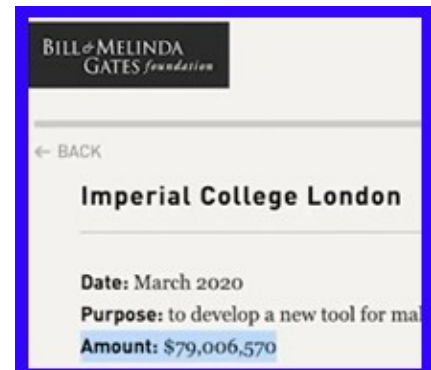 BILL & MELINDA
GATES foundation
← BACK
Imperial College London
Date: March 2020
Purpose: to develop a new tool for
Amount: $79,006,570